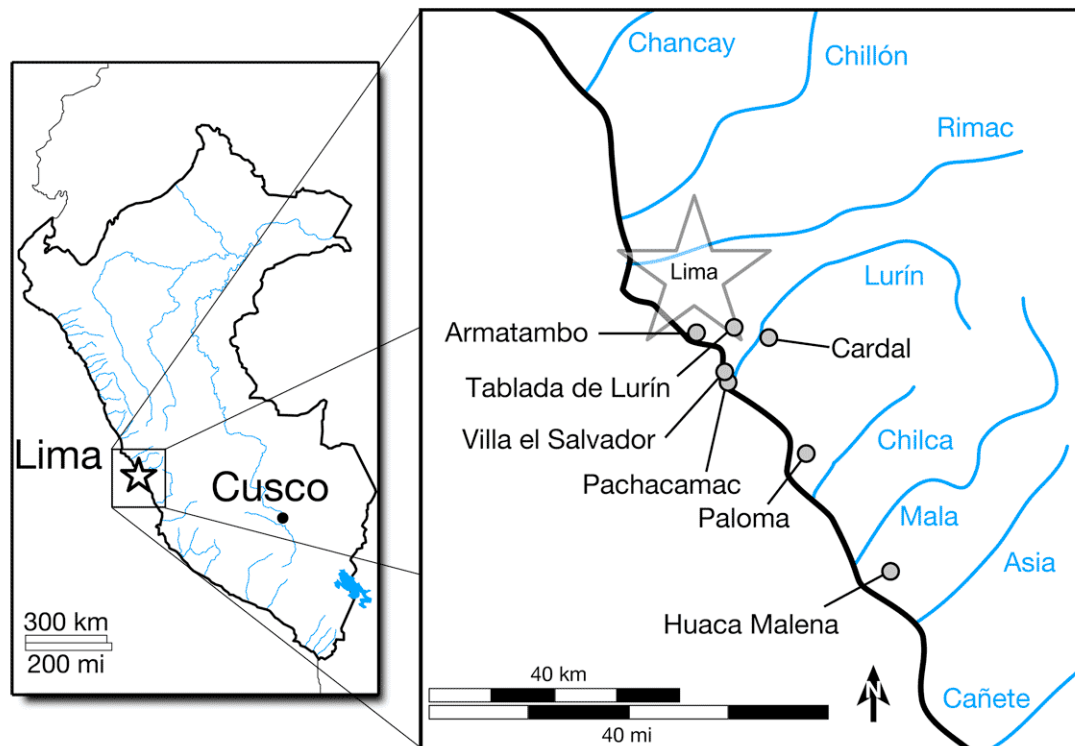 Lima
Cusco
300 km
200 mi
Chancay
Chillón
Rimac
Lima
Lurín
Armatambo
Cardal
Tablada de Lurín
Villa el Salvador
Chilca
Pachacamac
Paloma
Mala
Asia
Huaca Malena
40 km
N
Cañete
40 mi